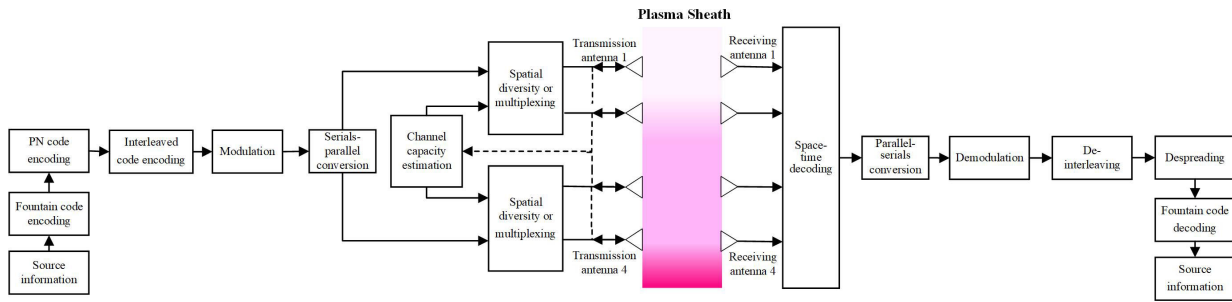 Plasma Sheath
Transmission
antenna 1
Receiving
antenna 1
Spatial
diversity or
multiplexing
PN code
encoding
Interleaved
code encoding
Modulation
Serials-
parallel
conversion
Channel
capacity
estimation
Space-
time
decoding
Parallel-
serials
conversion
Demodulation
De-
interleaving
Despreading
Fountain code
encoding
Spatial
diversity or
multiplexing
Fountain code
decoding
Source
information
Transmission
antenna 4
Receiving
antenna 4
Source
information